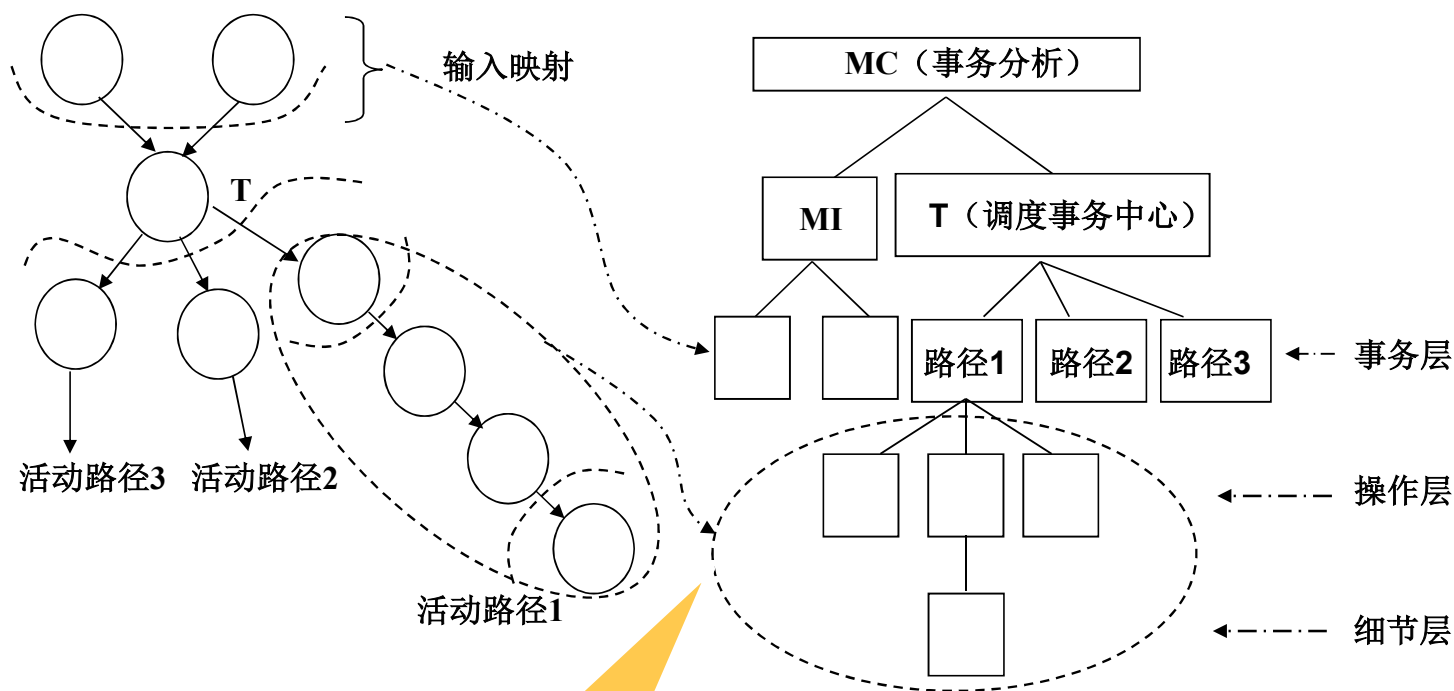 输入映射
MC（事务分析）
T
MI
T（调度事务中心）
路径1
路径2
路径3
事务层
活动路径3
活动路径2
操作层
活动路径1
细节层